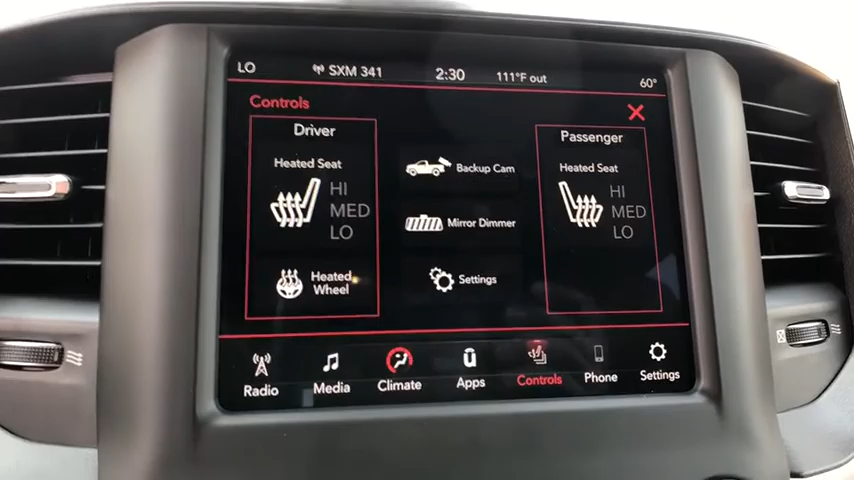 LO SXM 341 2:30 111°F out 60°
Controls
Driver
Heated Seat
HI
MED
LO
Heated
Wheel
Backup Cam
Mirror Dimmer
Settings
Passenger
Heated Seat
HI
MED
LO
Radio Media Climate Apps Controls Phone Settings